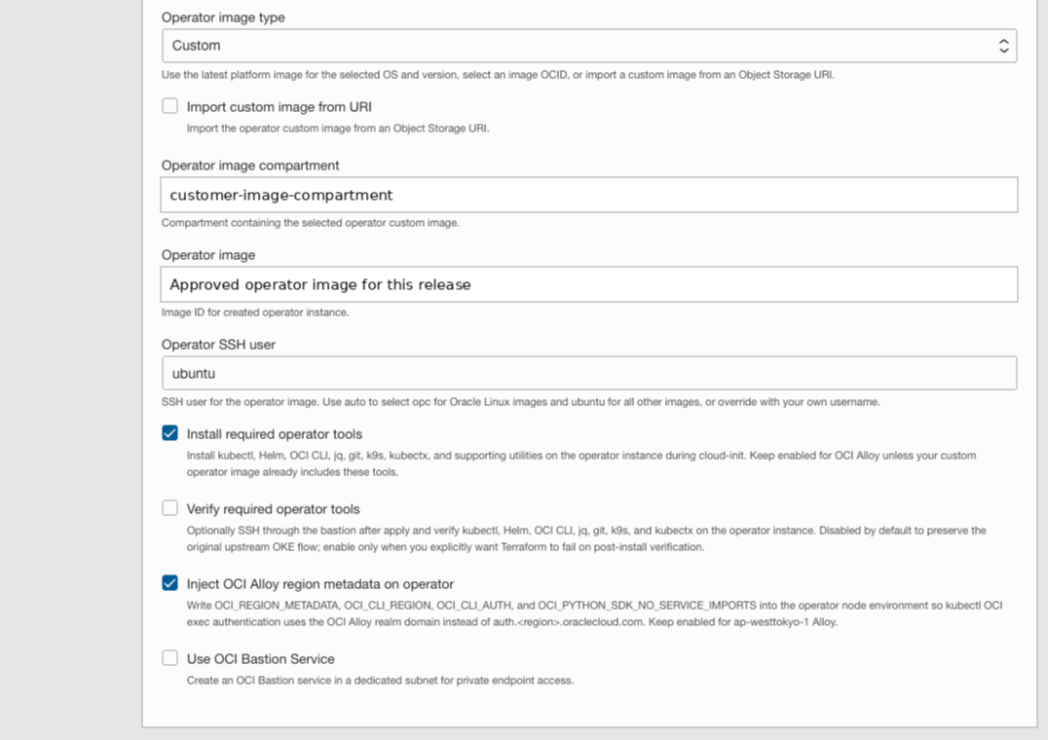 Operator image type
Custom
Use the latest platform image for the selected OS and version, select an image OCID, or import a custom image from an Object Storage URI.
Import custom image from URI
Import the operator custom image from an Object Storage URI.
Operator image compartment
customer-image-compartment
Compartment containing the selected operator custom image.
Operator image
Approved operator image for this release
Image ID for created operator instance.
Operator SSH user
ubuntu
SSH user for the operator image. Use auto to select opc for Oracle Linux images and ubuntu for all other images, or override with your own username.
Install required operator tools
Install kubectl, Helm, OCI CLI, jq, git, k9s, kubectx, and supporting utilities on the operator instance during cloud-init. Keep enabled for OCI Alloy unless your custom
operator image already includes these tools.
Verify required operator tools
Optionally SSH through the bastion after apply and verify kubectl, Helm, OCI CLI, jq, git, k9s, and kubectx on the operator instance. Disabled by default to preserve the
original upstream OKE flow; enable only when you explicitly want Terraform to fail on post-install verification.
Inject OCI Alloy region metadata on operator
Write OCI_REGION_METADATA, OCI_CLI_REGION, OCI_CLI_AUTH, and OCI_PYTHON_SDK_NO_SERVICE_IMPORTS into the operator node environment so kubectl OCI
exec authentication uses the OCI Alloy realm domain instead of auth.<region>.oraclecloud.com. Keep enabled for ap-westtokyo-1 Alloy.
Use OCI Bastion Service
Create an OCI Bastion service in a dedicated subnet for private endpoint access.